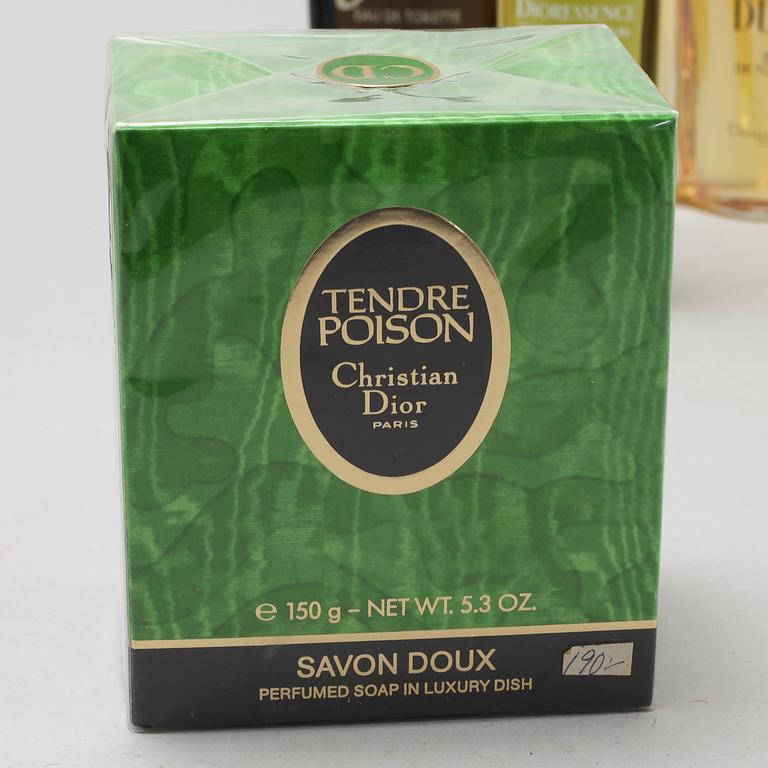 EAU DE TOILETTE
DIORESSENCE
CD
TENDRE
POISON
Christian
Dior
PARIS
e 150 g – NET WT. 5.3 OZ.
SAVON DOUX
PERFUMED SOAP IN LUXURY DISH
190:-